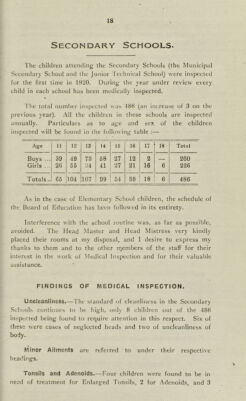 18
SECONDARY SCHOOLS.
The children attending the Secondary Schools (the Municipal
Secondary School and the Junior Technical School) were inspected
for the first time in 1920. During the year under review every
child in each school has been medically inspected.
The total number inspected was 486 (an increase of 3 on the
previous year). All the children in these schools are inspected
annually. Particulars as to age and sex of the children
inspected will be found in the following table :—
Age 11 12 13 14 15 16 17 18 Total
Boys ... 39 49 73 58 27 12 2 — 260
Girls ... 26 55 34 41 27 21 16 6 226
Totals... 65 104 107 99 54 33 18 6 486
As in the case of Elementary School children, the schedule of
the Board of Education has been followed in its entirety.
Interference with the school routine was, as far as possible,
avoided. The Head Master and Head Mistress very kindly
placed their rooms at my disposal, and I desire to express my
thanks to them and to the other members of the staff for their
interest in the work of Medical Inspection and for their valuable
assistance.
FINDINGS OF MEDICAL INSPECTION.
Uncleanliness.—The standard of cleanliness in the Secondary
Schools continues to be high, only 8 children out of the 486
inspected being found to require attention in this respect. Six of
these were cases of neglected heads and two of uncleanliness of
body.
Minor Ailments are referred to under their respective
headings.
Tonsils and Adenoids.—Four children were found to be in
need of treatment for Enlarged Tonsils, 2 for Adenoids, and 3